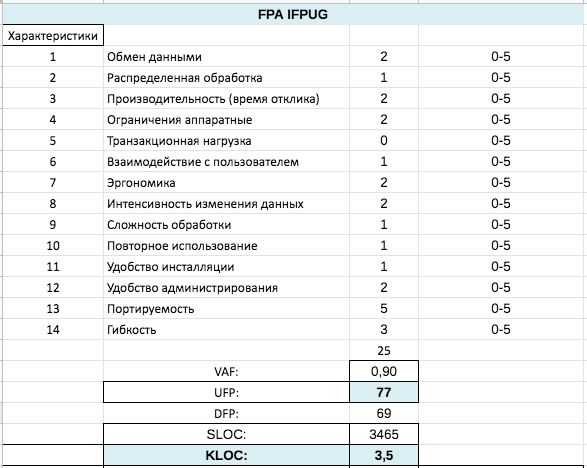 FPA IFPUG
Характеристики
1 Обмен данными 2 0-5
2 Распределенная обработка 1 0-5
3 Производительность (время отклика) 2 0-5
4 Ограничения аппаратные 2 0-5
5 Транзакционная нагрузка 0 0-5
6 Взаимодействие с пользователем 1 0-5
7 Эргономика 2 0-5
8 Интенсивность изменения данных 2 0-5
9 Сложность обработки 1 0-5
10 Повторное использование 1 0-5
11 Удобство инсталляции 1 0-5
12 Удобство администрирования 2 0-5
13 Портируемость 5 0-5
14 Гибкость 3 0-5
25
VAF: 0,90
UFP: 77
DFP: 69
SLOC: 3465
KLOC: 3,5